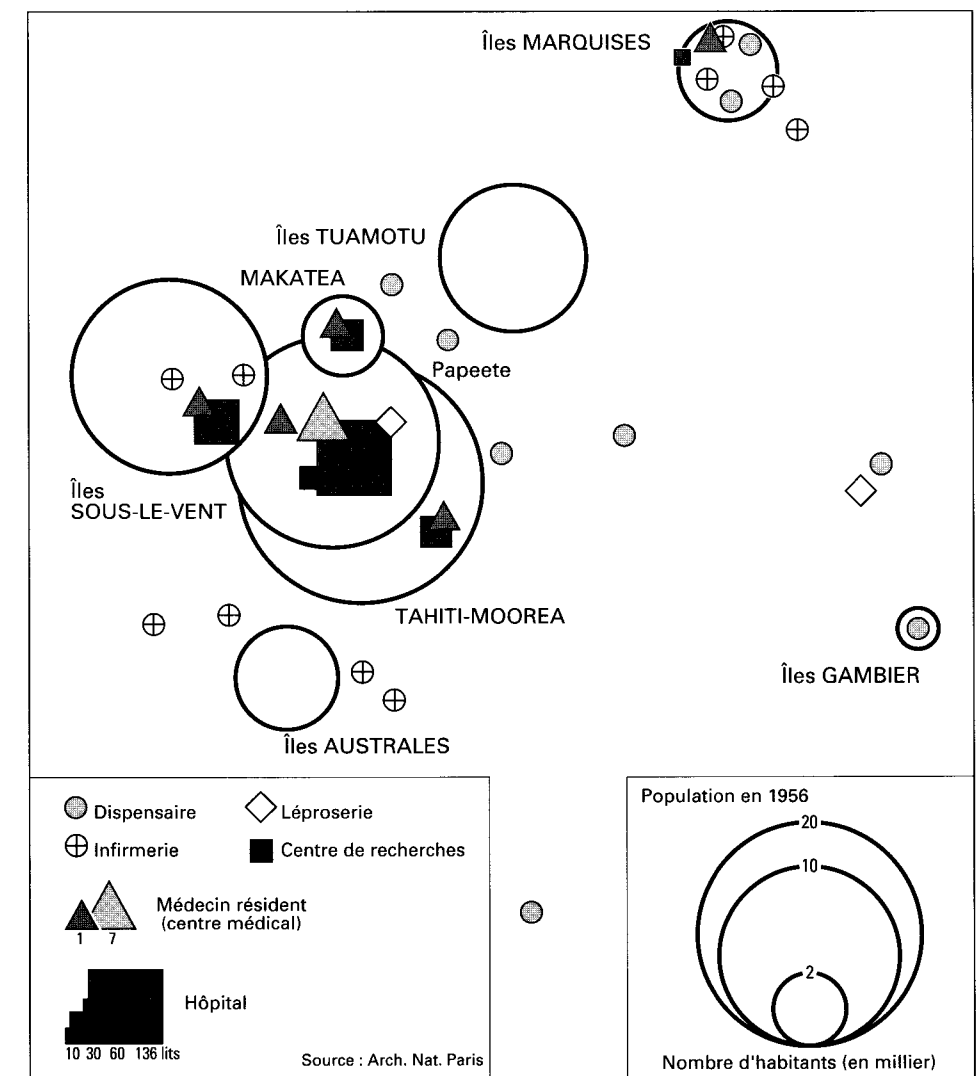 Îles MARQUISES
Îles TUAMOTU
MAKATEA
Papeete
Îles
SOUS-LE-VENT
TAHITI-MOOREA
Îles GAMBIER
Îles AUSTRALES
Dispensaire
Léproserie
Infirmerie
Centre de recherches
Médecin résident
(centre médical)
1 7
Hôpital
10 30 60 136 lits
Source : Arch. Nat. Paris
Population en 1956
20
10
2
Nombre d'habitants (en millier)